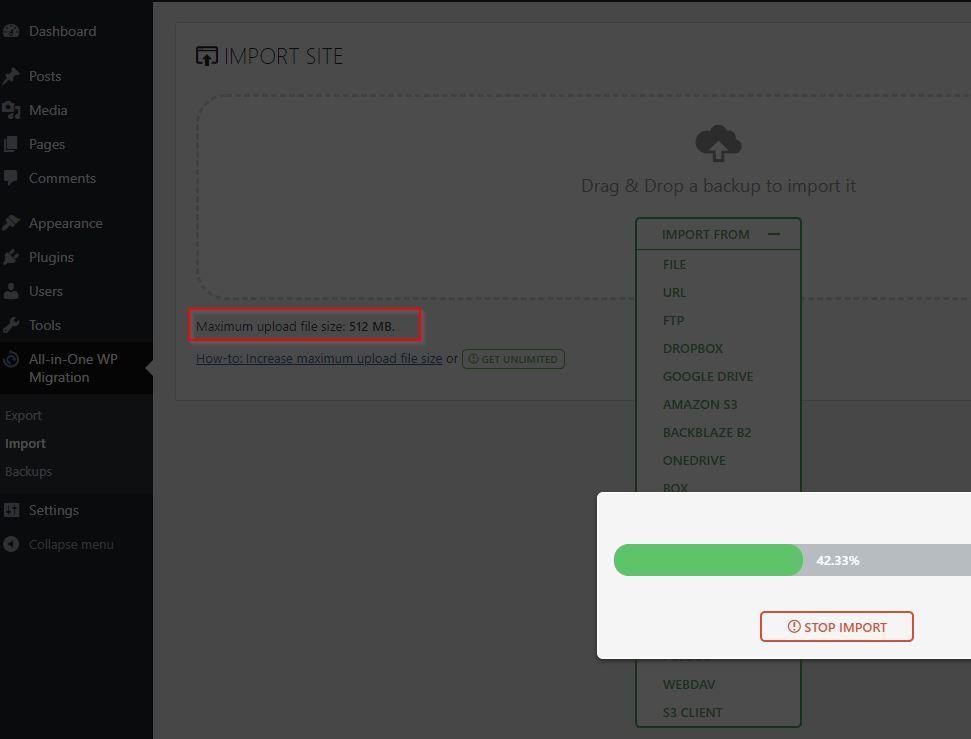 Dashboard
Posts
Media
Pages
Comments
Appearance
Plugins
Users
Tools
All-in-One WP
Migration
Export
Import
Backups
Settings
Collapse menu
IMPORT SITE
Drag & Drop a backup to import it
IMPORT FROM
FILE
URL
FTP
DROPBOX
GOOGLE DRIVE
AMAZON S3
BACKBLAZE B2
ONEDRIVE
BOX
Maximum upload file size: 512 MB.
How-to: Increase maximum upload file size or GET UNLIMITED
42.33%
STOP IMPORT
WEBDAV
S3 CLIENT